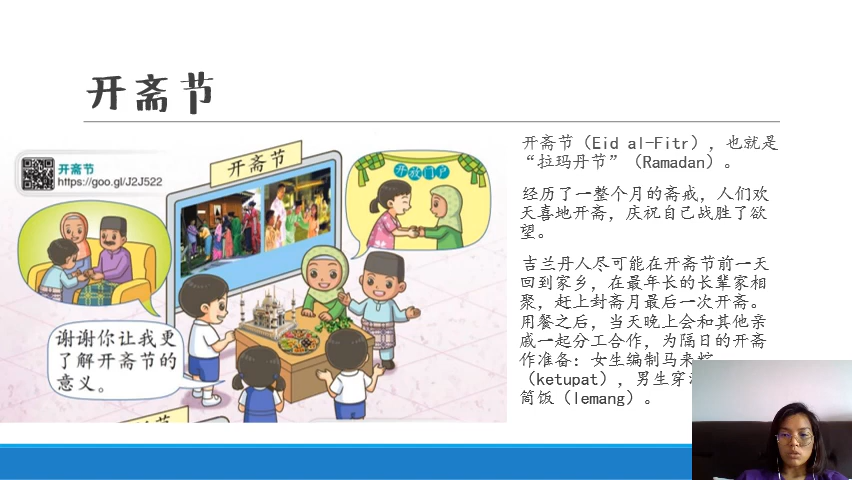 开斋节
开斋节
https://goo.gl/J2J522
开斋节
开放门户
谢谢你让我更
了解开斋节的
意义。
开斋节（Eid al-Fitr），也就是
“拉玛丹节”（Ramadan）。
经历了一整个月的斋戒，人们欢
天喜地开斋，庆祝自己战胜了欲
望。
吉兰丹人尽可能在开斋节前一天
回到家乡，在最年长的长辈家相
聚，赶上封斋月最后一次开斋。
用餐之后，当天晚上会和其他亲
戚一起分工合作，为隔日的开斋
作准备：女生编制马来
（ketupat），男生穿
筒饭（lemang）。